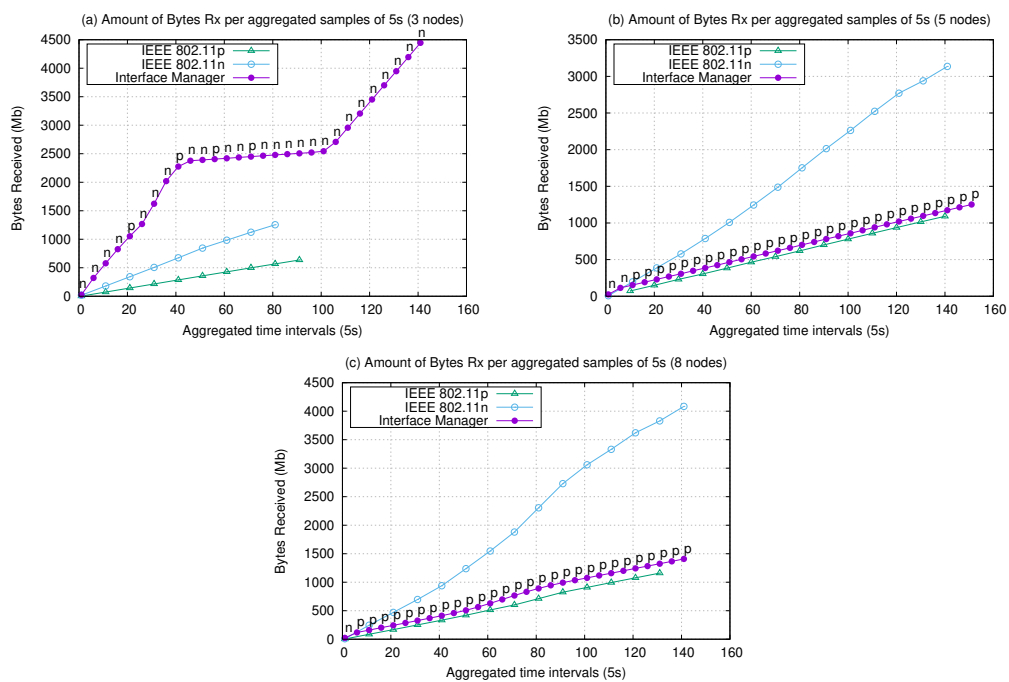 (a) Amount of Bytes Rx per aggregated samples of 5s (3 nodes)
4500
4000
3500
3000
2500
2000
1500
1000
500
0
Bytes Received (Mb)
IEEE 802.11p
IEEE 802.11n
Interface Manager
n n n n p n n n p n n p n n p n n n n n n n n n n n n n n
0 20 40 60 80 100 120 140 160
Aggregated time intervals (5s)
(b) Amount of Bytes Rx per aggregated samples of 5s (5 nodes)
3500
3000
2500
2000
1500
1000
500
0
Bytes Received (Mb)
IEEE 802.11p
IEEE 802.11n
Interface Manager
n n p p p p p p p p p p p p p p p p p p p p p p p p p p p p p
0 20 40 60 80 100 120 140 160
Aggregated time intervals (5s)
(c) Amount of Bytes Rx per aggregated samples of 5s (8 nodes)
4500
4000
3500
3000
2500
2000
1500
1000
500
0
Bytes Received (Mb)
IEEE 802.11p
IEEE 802.11n
Interface Manager
n p p p p p p p p p p p p p p p p p p p p p p p p p p p p
0 20 40 60 80 100 120 140 160
Aggregated time intervals (5s)